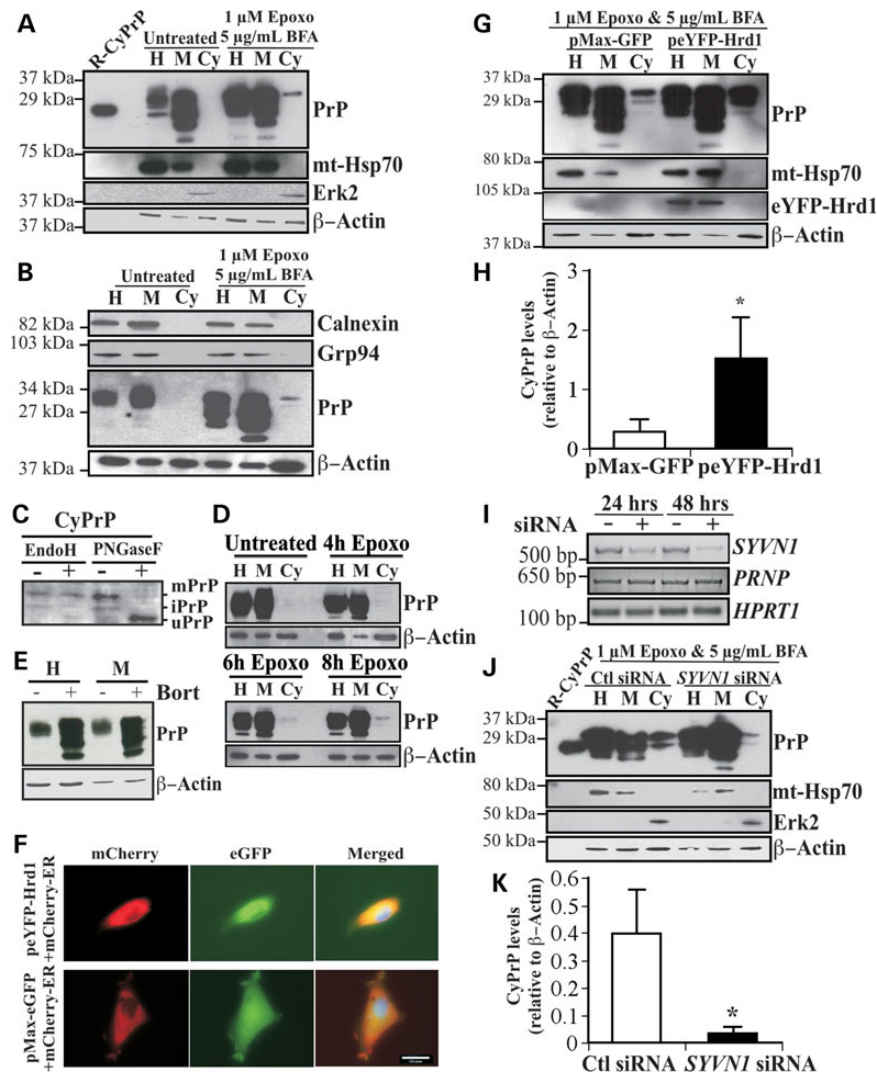 A
R-CyPrP
Untreated
1 µM Epoxo
5 µg/mL BFA
H M Cy H M Cy
37 kDa
29 kDa
PrP
75 kDa
mt-Hsp70
Erk2
37 kDa
β-Actin
37 kDa
B
Untreated
1 µM Epoxo
5 µg/mL BFA
H M Cy H M Cy
82 kDa
Calnexin
103 kDa
Grp94
34 kDa
27 kDa
PrP
37 kDa
β-Actin
C
CyPrP
EndoH PNGaseF
- + - +
mPrP
iPrP
uPrP
D
Untreated 4h Epoxo
H M Cy H M Cy
PrP
β-Actin
6h Epoxo 8h Epoxo
H M Cy H M Cy
PrP
β-Actin
E
H M
- + - + Bort
PrP
β-Actin
F
mCherry eGFP Merged
peYFP-Hrd1
+mCherry-ER
pMax-eGFP
+mCherry-ER
G
1 µM Epoxo & 5 µg/mL BFA
pMax-GFP peYFP-Hrd1
H M Cy H M Cy
37 kDa
29 kDa
PrP
80 kDa
mt-Hsp70
105 kDa
eYFP-Hrd1
37 kDa
β-Actin
H
CyPrP levels
(relative to β-Actin)
3
2
1
0
*
pMax-GFP peYFP-Hrd1
I
24 hrs 48 hrs
siRNA - + - +
500 bp
SYVN1
650 bp
PRNP
100 bp
HPRT1
J
R-CyPrP
1 µM Epoxo & 5 µg/mL BFA
Ctl siRNA SYVN1 siRNA
H M Cy H M Cy
37 kDa
29 kDa
PrP
80 kDa
mt-Hsp70
50 kDa
Erk2
50 kDa
β-Actin
K
CyPrP levels
(relative to β-Actin)
0.6
0.5
0.4
0.3
0.2
0.1
0
*
Ctl siRNA SYVN1 siRNA